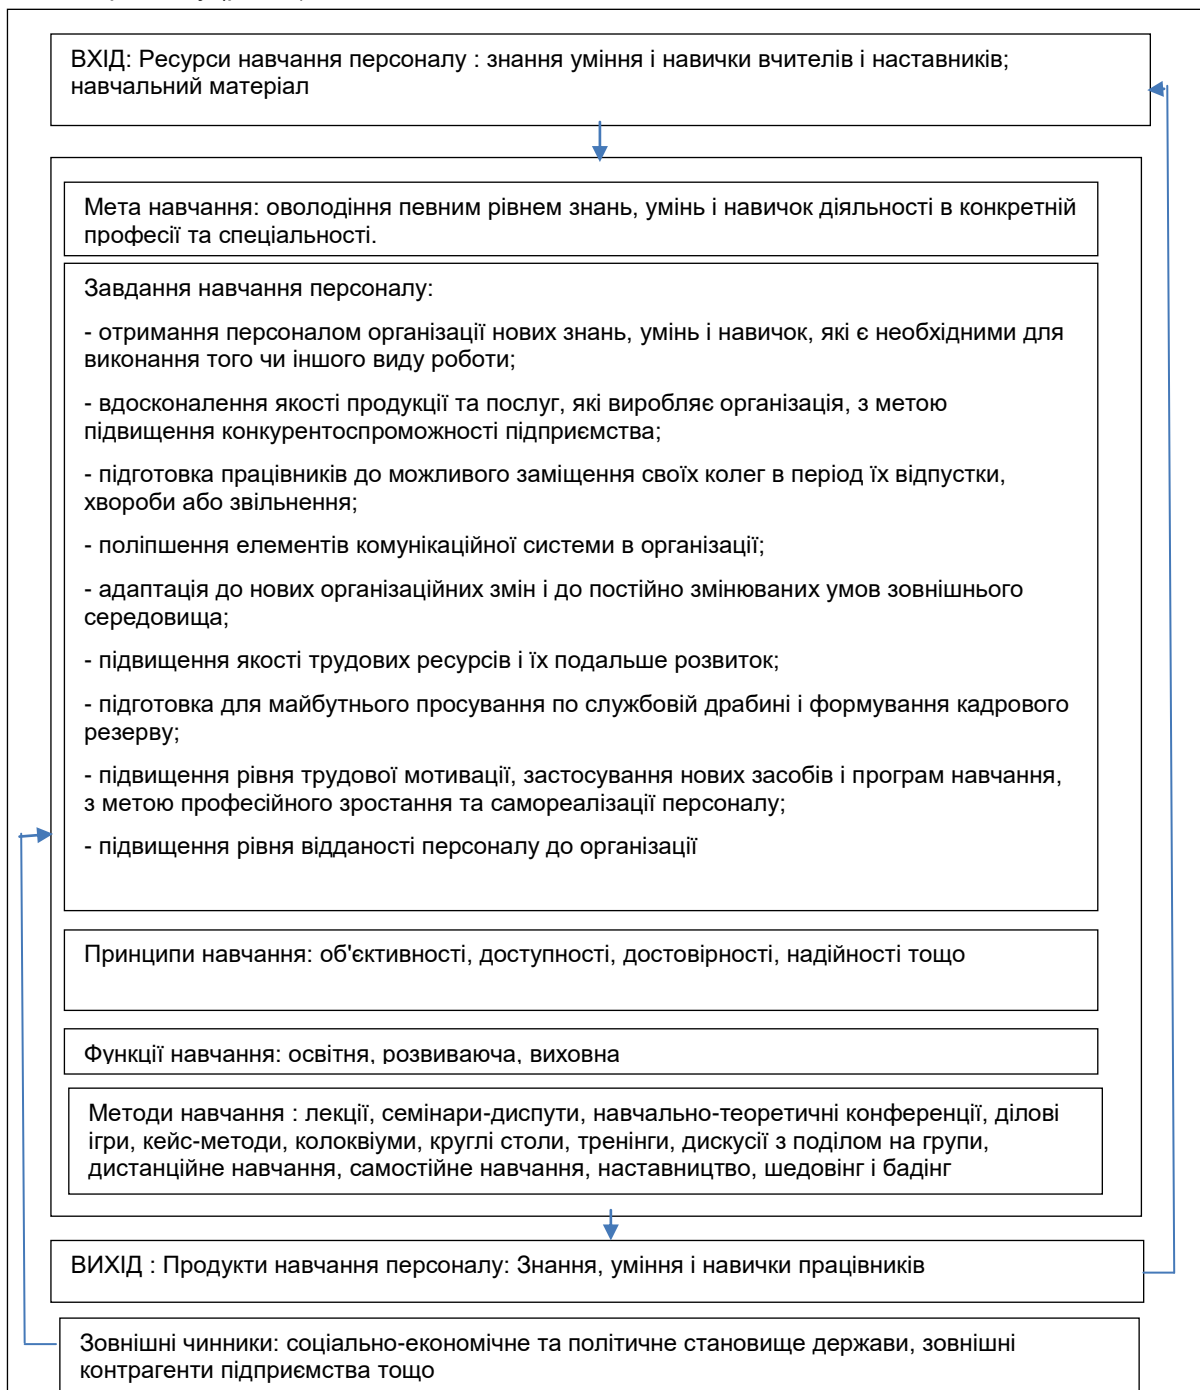 ВХІД: Ресурси навчання персоналу : знання уміння і навички вчителів і наставників;
навчальний матеріал
Мета навчання: оволодіння певним рівнем знань, умінь і навичок діяльності в конкретній
професії та спеціальності.
Завдання навчання персоналу:
- отримання персоналом організації нових знань, умінь і навичок, які є необхідними для
виконання того чи іншого виду роботи;
- вдосконалення якості продукції та послуг, які виробляє організація, з метою
підвищення конкурентоспроможності підприємства;
- підготовка працівників до можливого заміщення своїх колег в період їх відпустки,
хвороби або звільнення;
- поліпшення елементів комунікаційної системи в організації;
- адаптація до нових організаційних змін і до постійно змінюваних умов зовнішнього
середовища;
- підвищення якості трудових ресурсів і їх подальше розвиток;
- підготовка для майбутнього просування по службовій драбині і формування кадрового
резерву;
- підвищення рівня трудової мотивації, застосування нових засобів і програм навчання,
з метою професійного зростання та самореалізації персоналу;
- підвищення рівня відданості персоналу до організації
Принципи навчання: об'єктивності, доступності, достовірності, надійності тощо
Функції навчання: освітня, розвиваюча, виховна
Методи навчання : лекції, семінари-диспути, навчально-теоретичні конференції, ділові
ігри, кейс-методи, колоквіуми, круглі столи, тренінги, дискусії з поділом на групи,
дистанційне навчання, самостійне навчання, наставництво, шедовінг і бадінг
ВИХІД : Продукти навчання персоналу: Знання, уміння і навички працівників
Зовнішні чинники: соціально-економічне та політичне становище держави, зовнішні
контрагенти підприємства тощо